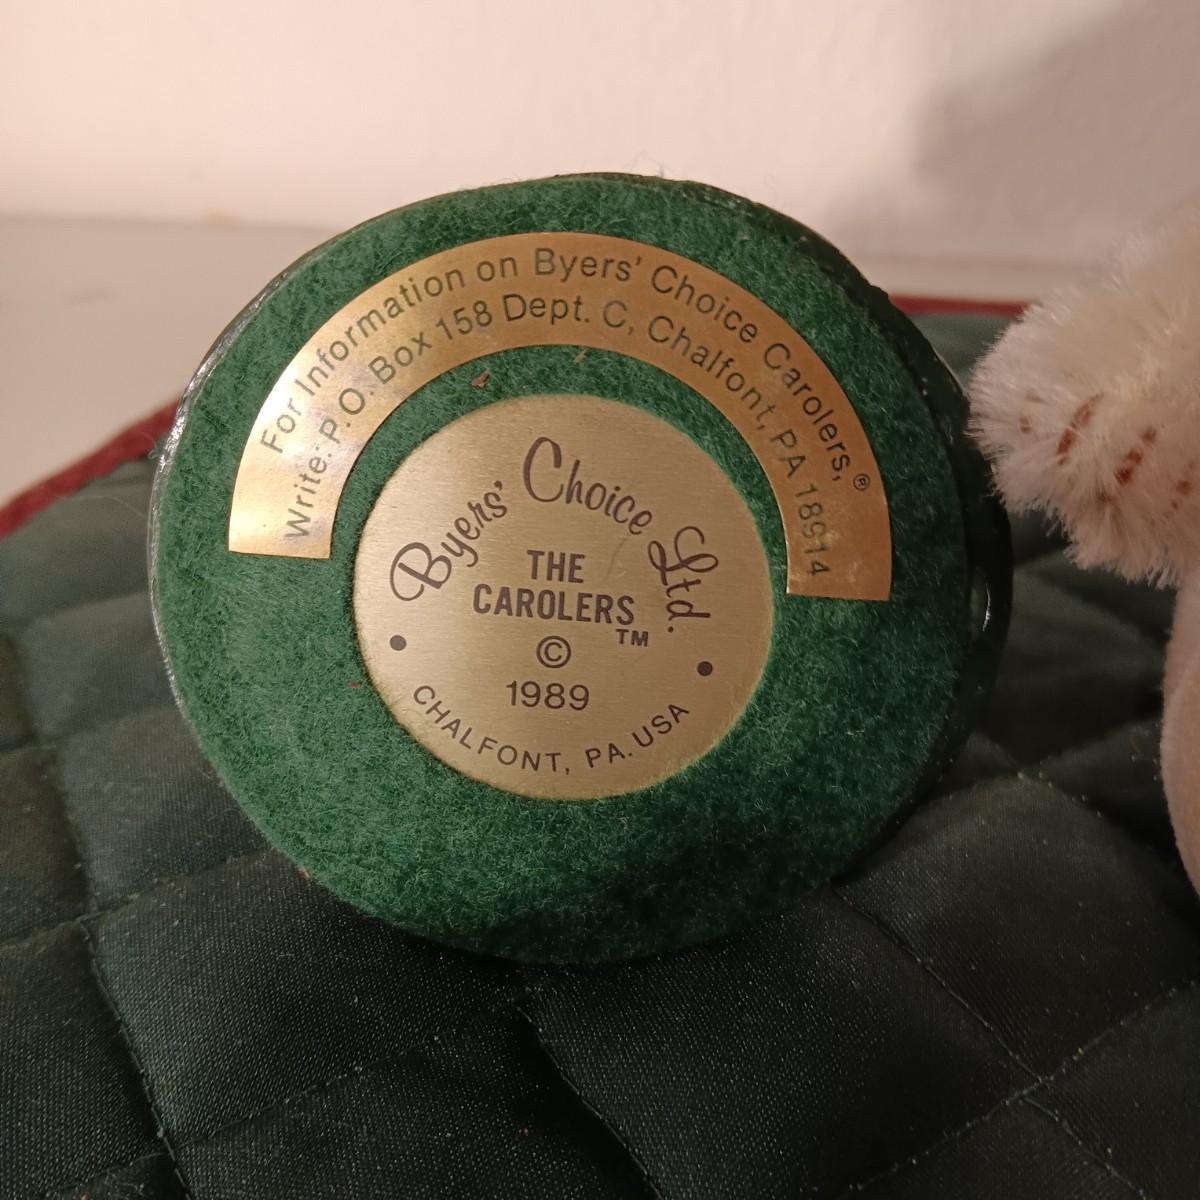 For Information on Byers' Choice Carolers,®
Write: P.O. Box 158 Dept. C, Chalfont, PA 18914
Byers' Choice Ltd.
THE
CAROLERS
TM
©
1989
CHALFONT, PA. USA